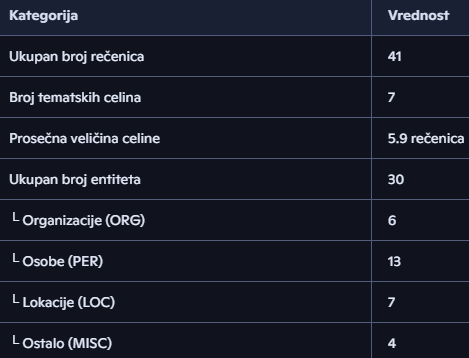 Kategorija Vrednost
Ukupan broj rečenica 41
Broj tematskih celina 7
Prosečna veličina celine 5.9 rečenica
Ukupan broj entiteta 30
└ Organizacije (ORG) 6
└ Osobe (PER) 13
└ Lokacije (LOC) 7
└ Ostalo (MISC) 4